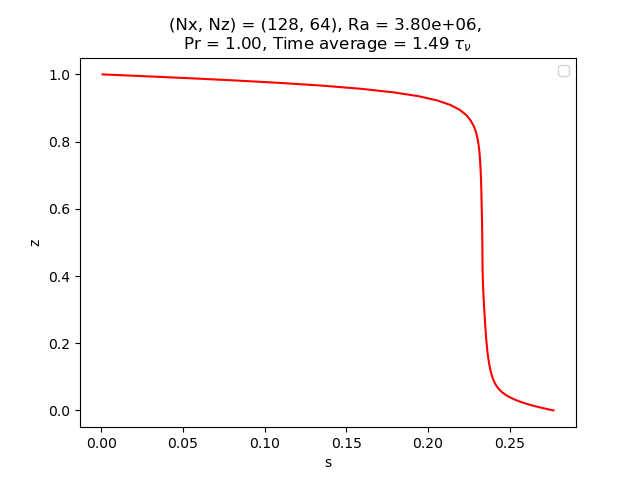 (Nx, Nz) = (128, 64), Ra = 3.80e+06,
Pr = 1.00, Time average = 1.49 τν
1.0
0.8
0.6
z
0.4
0.2
0.0
0.00 0.05 0.10 0.15 0.20 0.25
s